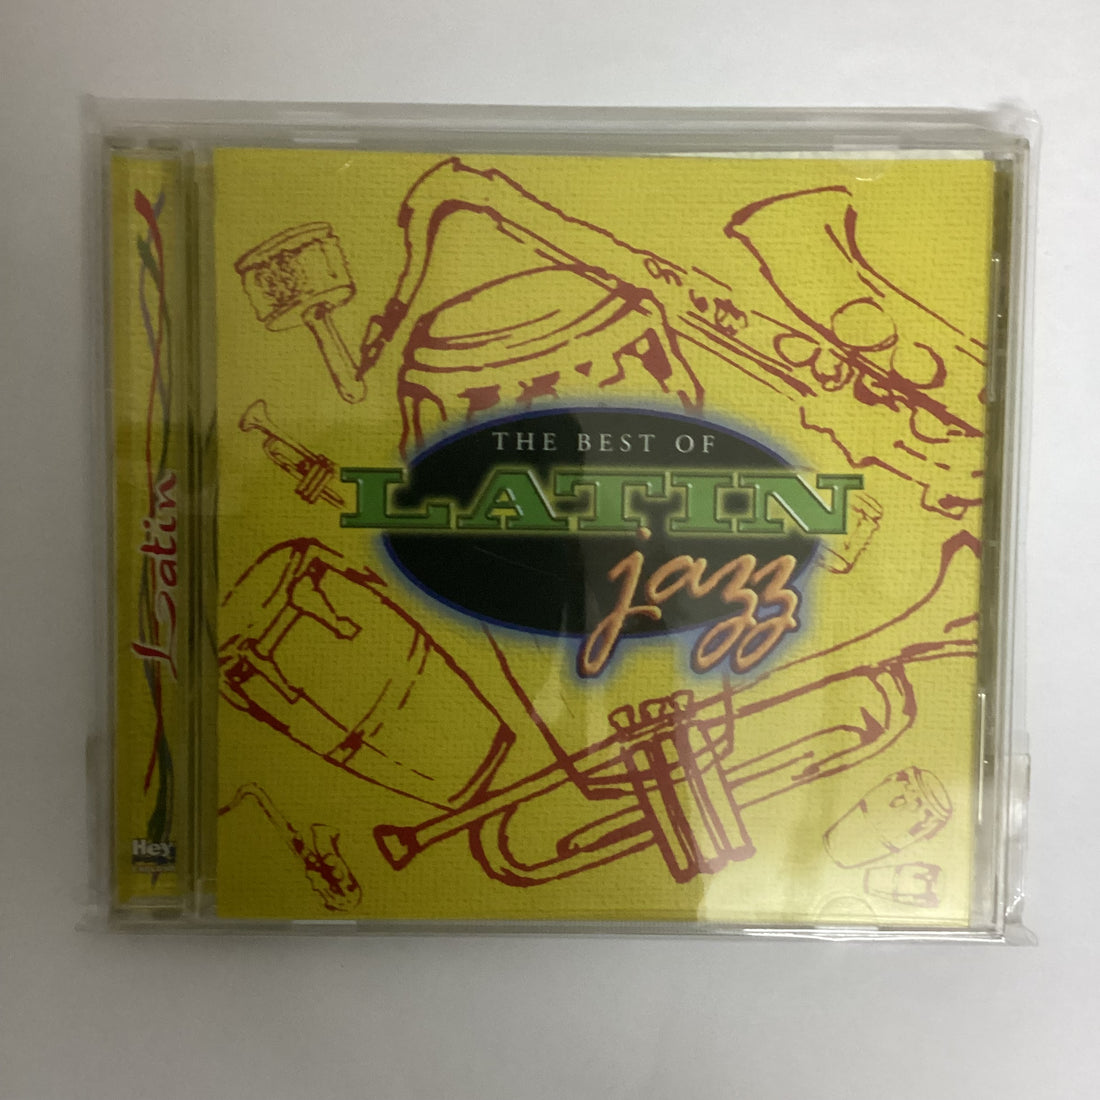 THE BEST OF
LATIN
jazz
Latin
Hey